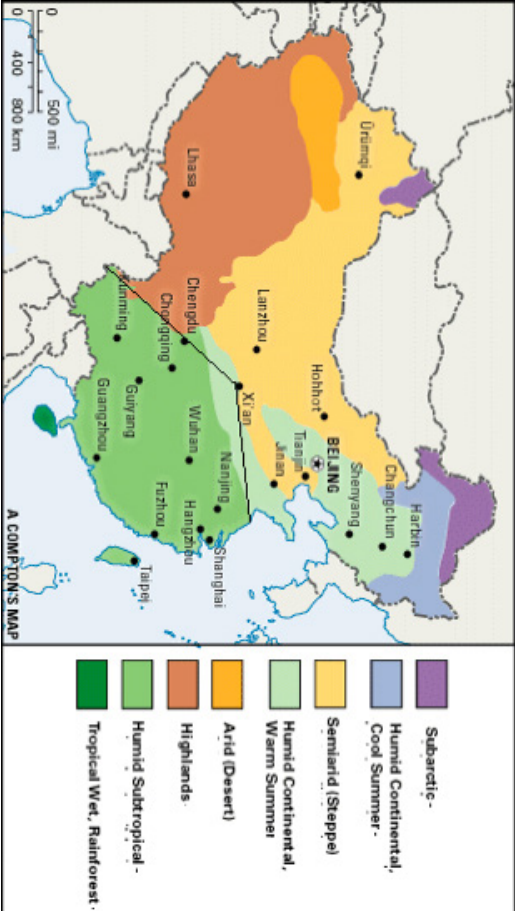 Subarctic -
Humid Continental,
Cool Summer -
Semiarid (Steppe)
Humid Continental,
Warm Summer
Arid (Desert)
Highlands
Humid Subtropical -
Tropical Wet, Rainforest -
Ürümqi
Lhasa
Lanzhou
Hohhot
BEIJING
Tianjin
Jinan
Changchun
Harbin
Shenyang
Xi'an
Chengdu
Chongqing
Kunming
Guiyang
Guangzhou
Wuhan
Nanjing
Shanghai
Hangzhou
Fuzhou
Taipei
0 500 mi
0 400 800 km
A COMPTON'S MAP